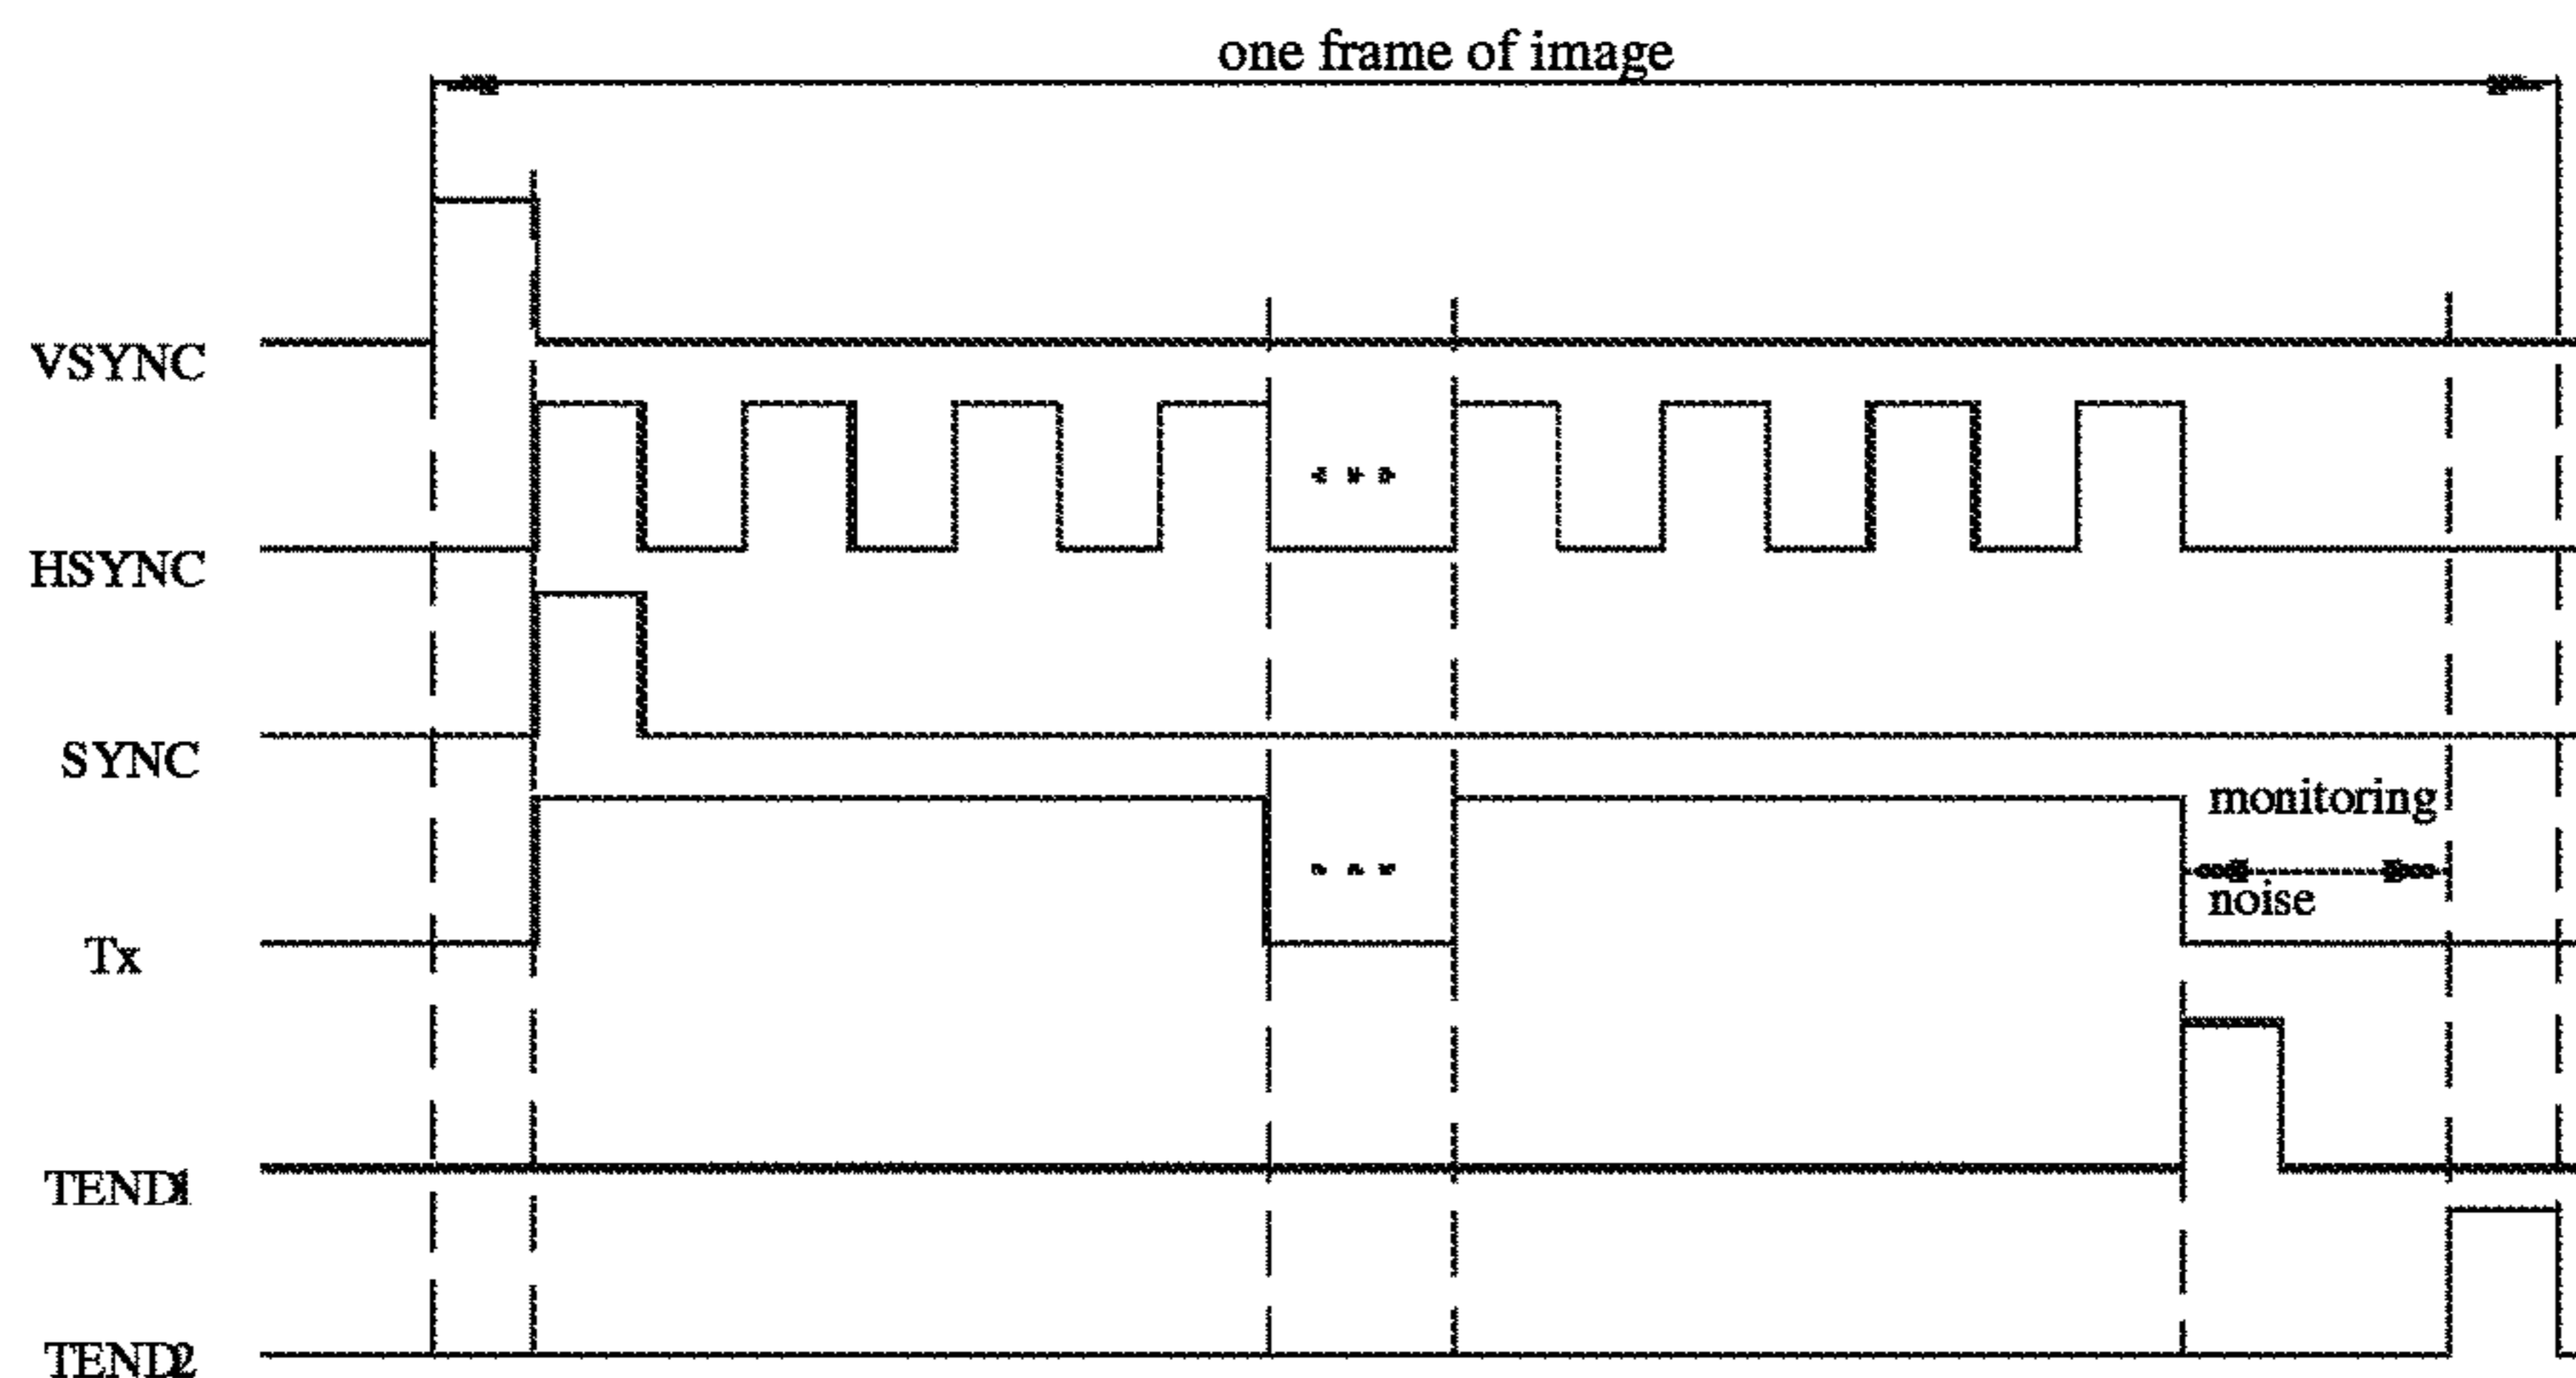 one frame of image
VSYNC
HSYNC
SYNC
monitoring
noise
Tx
TEND1
TEND2